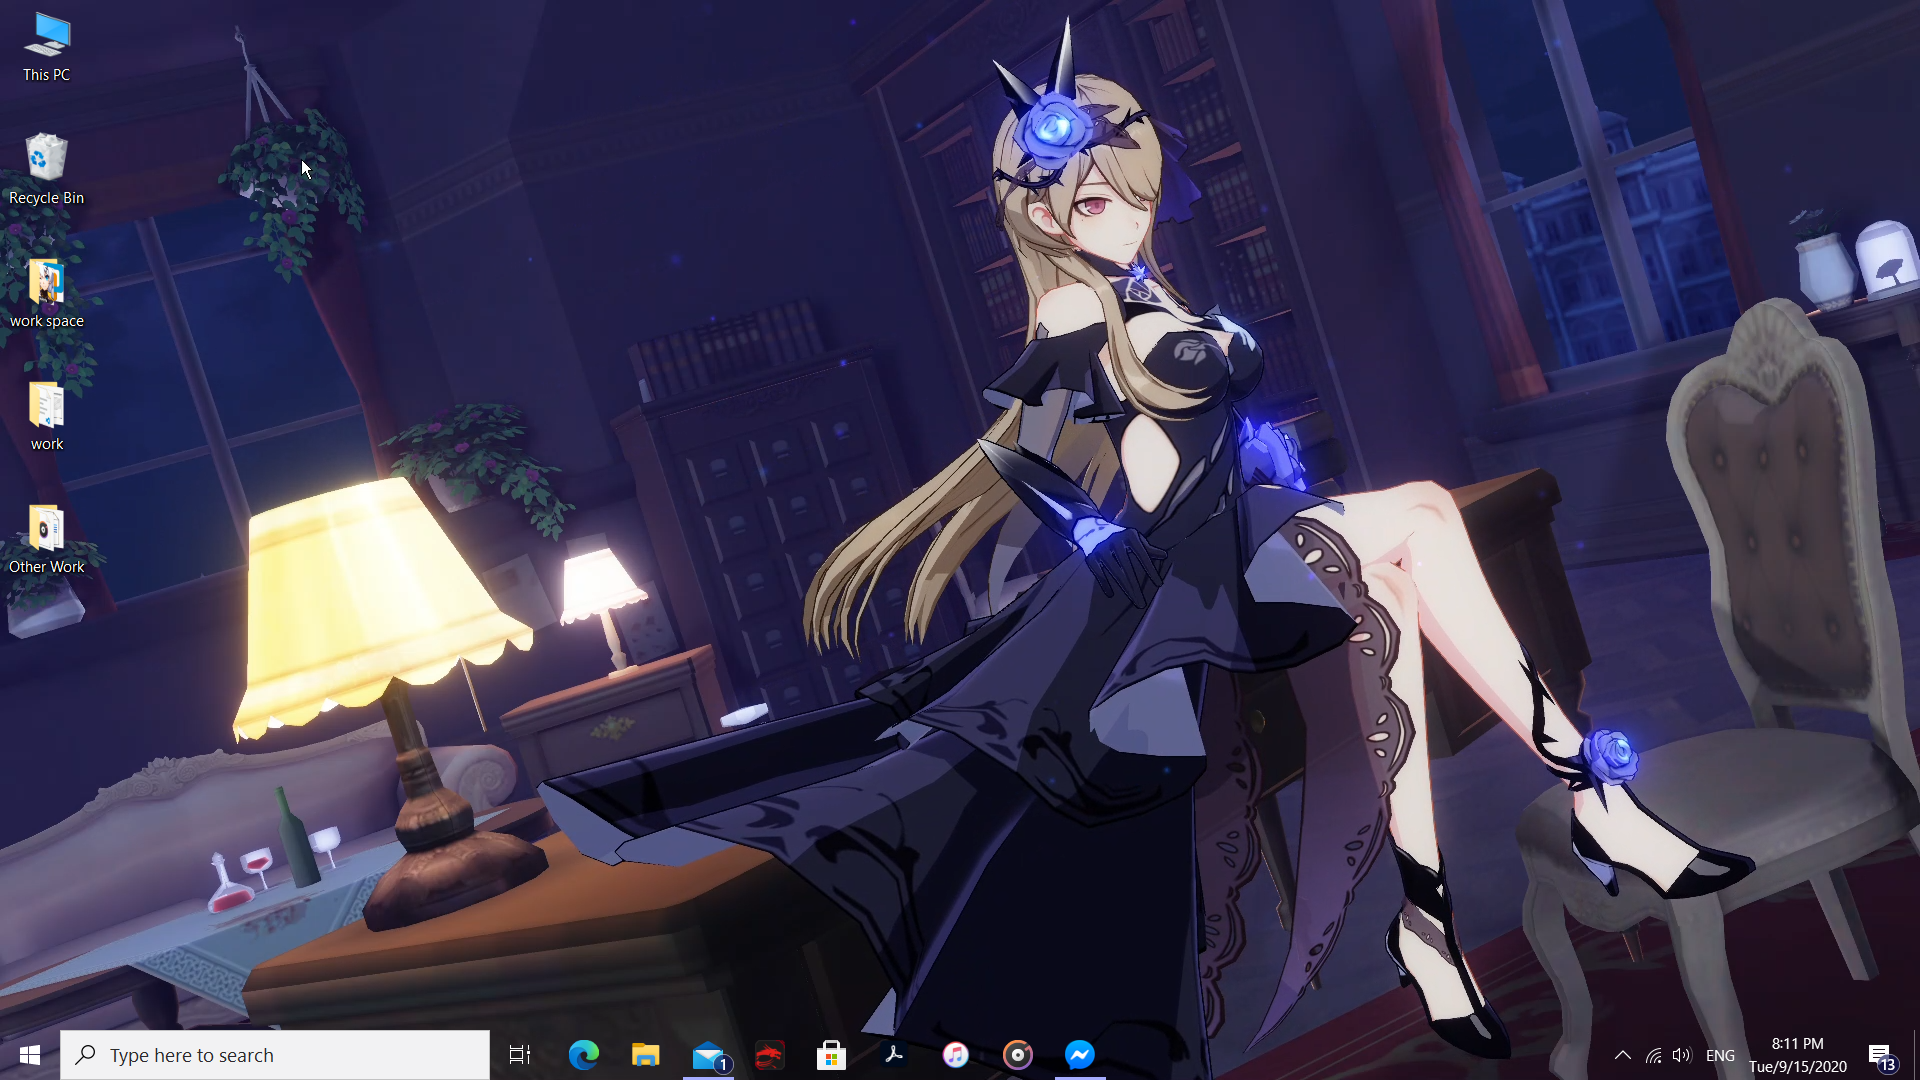 This PC
Recycle Bin
work space
work
Other Work
Type here to search
1
ENG
8:11 PM
Tue/9/15/2020
13